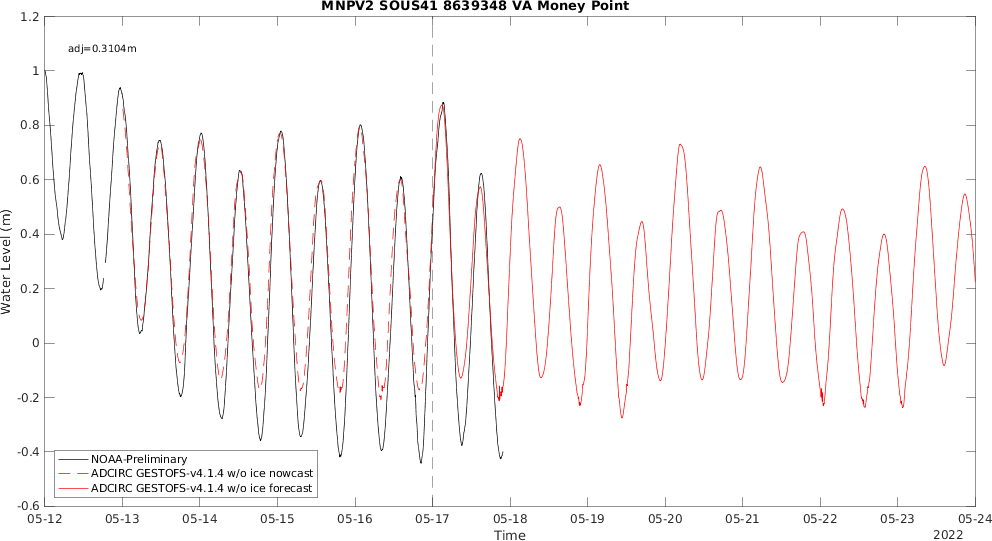 MNPV2 SOUS41 8639348 VA Money Point
adj=0.3104m
1.2
1
0.8
0.6
0.4
0.2
0
-0.2
-0.4
-0.6
Water Level (m)
NOAA-Preliminary
ADCIRC GESTOFS-v4.1.4 w/o ice nowcast
ADCIRC GESTOFS-v4.1.4 w/o ice forecast
05-12 05-13 05-14 05-15 05-16 05-17 05-18 05-19 05-20 05-21 05-22 05-23 05-24
Time
2022